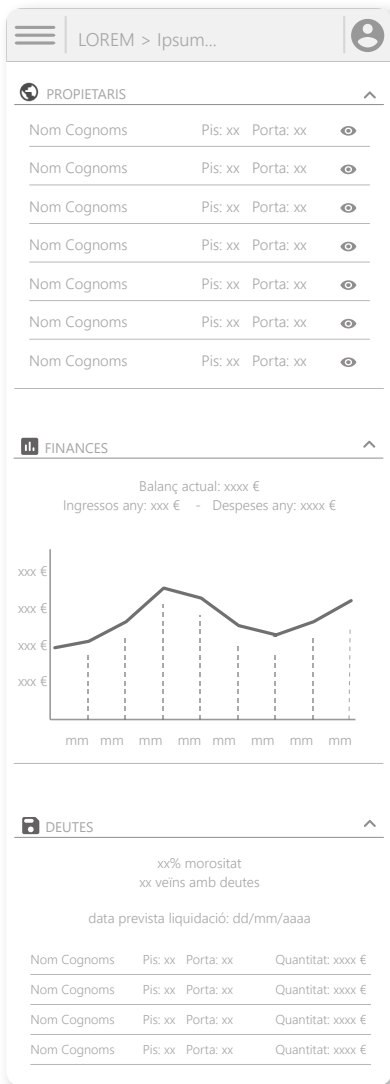 LOREM > Ipsum...
PROPIETARIS
Nom Cognoms Pis: xx Porta: xx
Nom Cognoms Pis: xx Porta: xx
Nom Cognoms Pis: xx Porta: xx
Nom Cognoms Pis: xx Porta: xx
Nom Cognoms Pis: xx Porta: xx
Nom Cognoms Pis: xx Porta: xx
Nom Cognoms Pis: xx Porta: xx
FINANCES
Balanç actual: xxxx €
Ingressos any: xxx € - Despeses any: xxxx €
xxx €
xxx €
xxx €
xxx €
mm mm mm mm mm mm mm mm
DEUTES
xx% morositat
xx veïns amb deutes
data prevista liquidació: dd/mm/aaaa
Nom Cognoms Pis: xx Porta: xx Quantitat: xxxx €
Nom Cognoms Pis: xx Porta: xx Quantitat: xxxx €
Nom Cognoms Pis: xx Porta: xx Quantitat: xxxx €
Nom Cognoms Pis: xx Porta: xx Quantitat: xxxx €